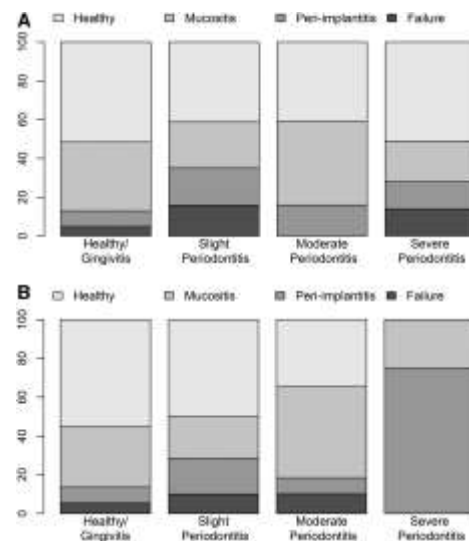 A
Healthy Mucositis Peri-implantitis Failure
100
80
60
40
20
0
Healthy/ Gingivitis
Slight Periodontitis
Moderate Periodontitis
Severe Periodontitis
B
Healthy Mucositis Peri-implantitis Failure
100
80
60
40
20
0
Healthy/ Gingivitis
Slight Periodontitis
Moderate Periodontitis
Severe Periodontitis